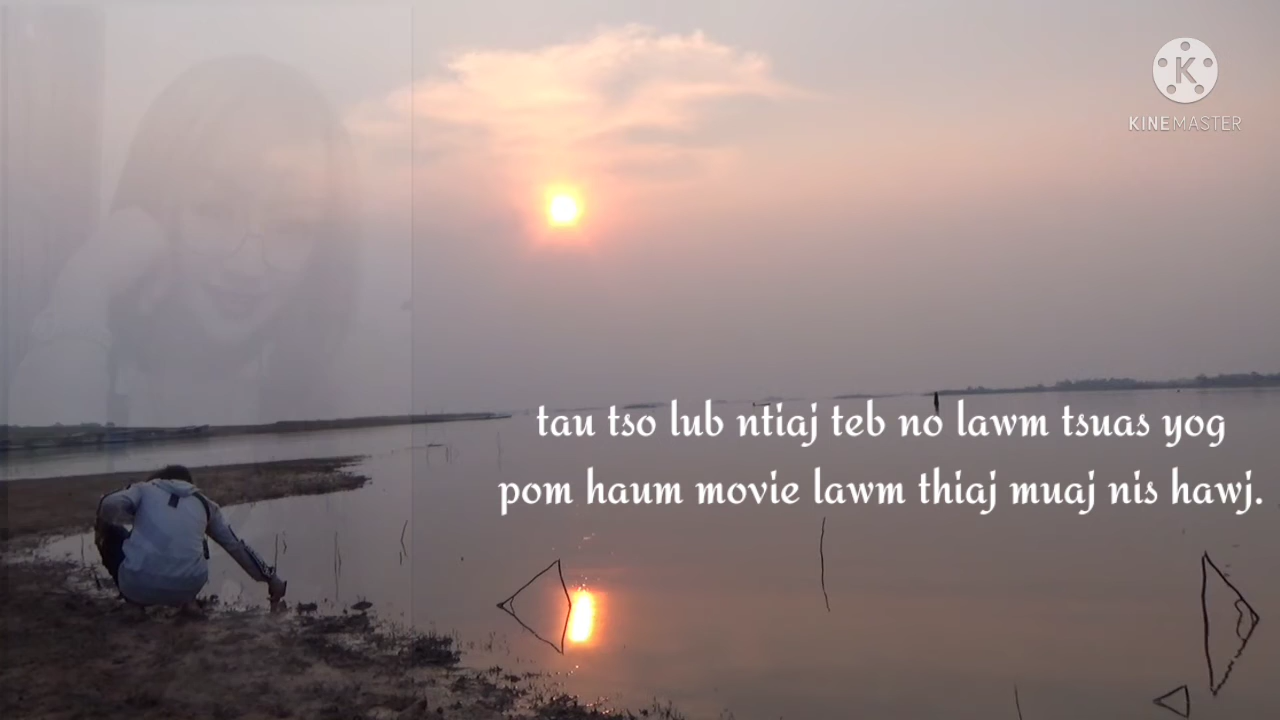 KINEMASTER
tau tso lub ntiaj teb no lawm tsuas yog
pom haum movie lawm thiaj muaj nis hawj.